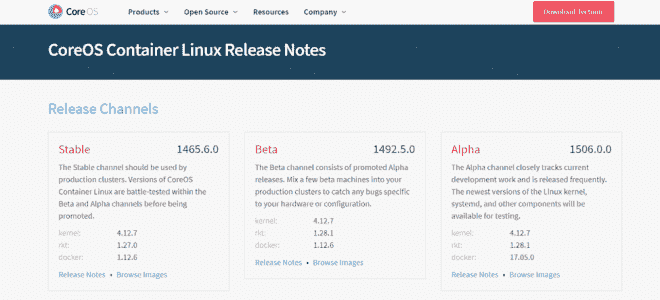 Core OS
Products Open Source Resources Company
CoreOS Container Linux Release Notes
Release Channels
Stable 1465.6.0
The Stable channel should be used by
production clusters. Versions of CoreOS
Container Linux are battle-tested within the
Beta and Alpha channels before being
promoted.
kernel: 4.12.7
rkt: 1.27.0
docker: 1.12.6
Release Notes • Browse Images
Beta 1492.5.0
The Beta channel consists of promoted Alpha
releases. Mix a few beta machines into your
production clusters to catch any bugs specific
to your hardware or configuration.
kernel: 4.12.7
rkt: 1.28.1
docker: 1.12.6
Release Notes • Browse Images
Alpha 1506.0.0
The Alpha channel closely tracks current
development work and is released frequently.
The newest versions of the Linux kernel,
systemd, and other components will be
available for testing.
kernel: 4.12.7
rkt: 1.28.1
docker: 17.05.0
Release Notes • Browse Images